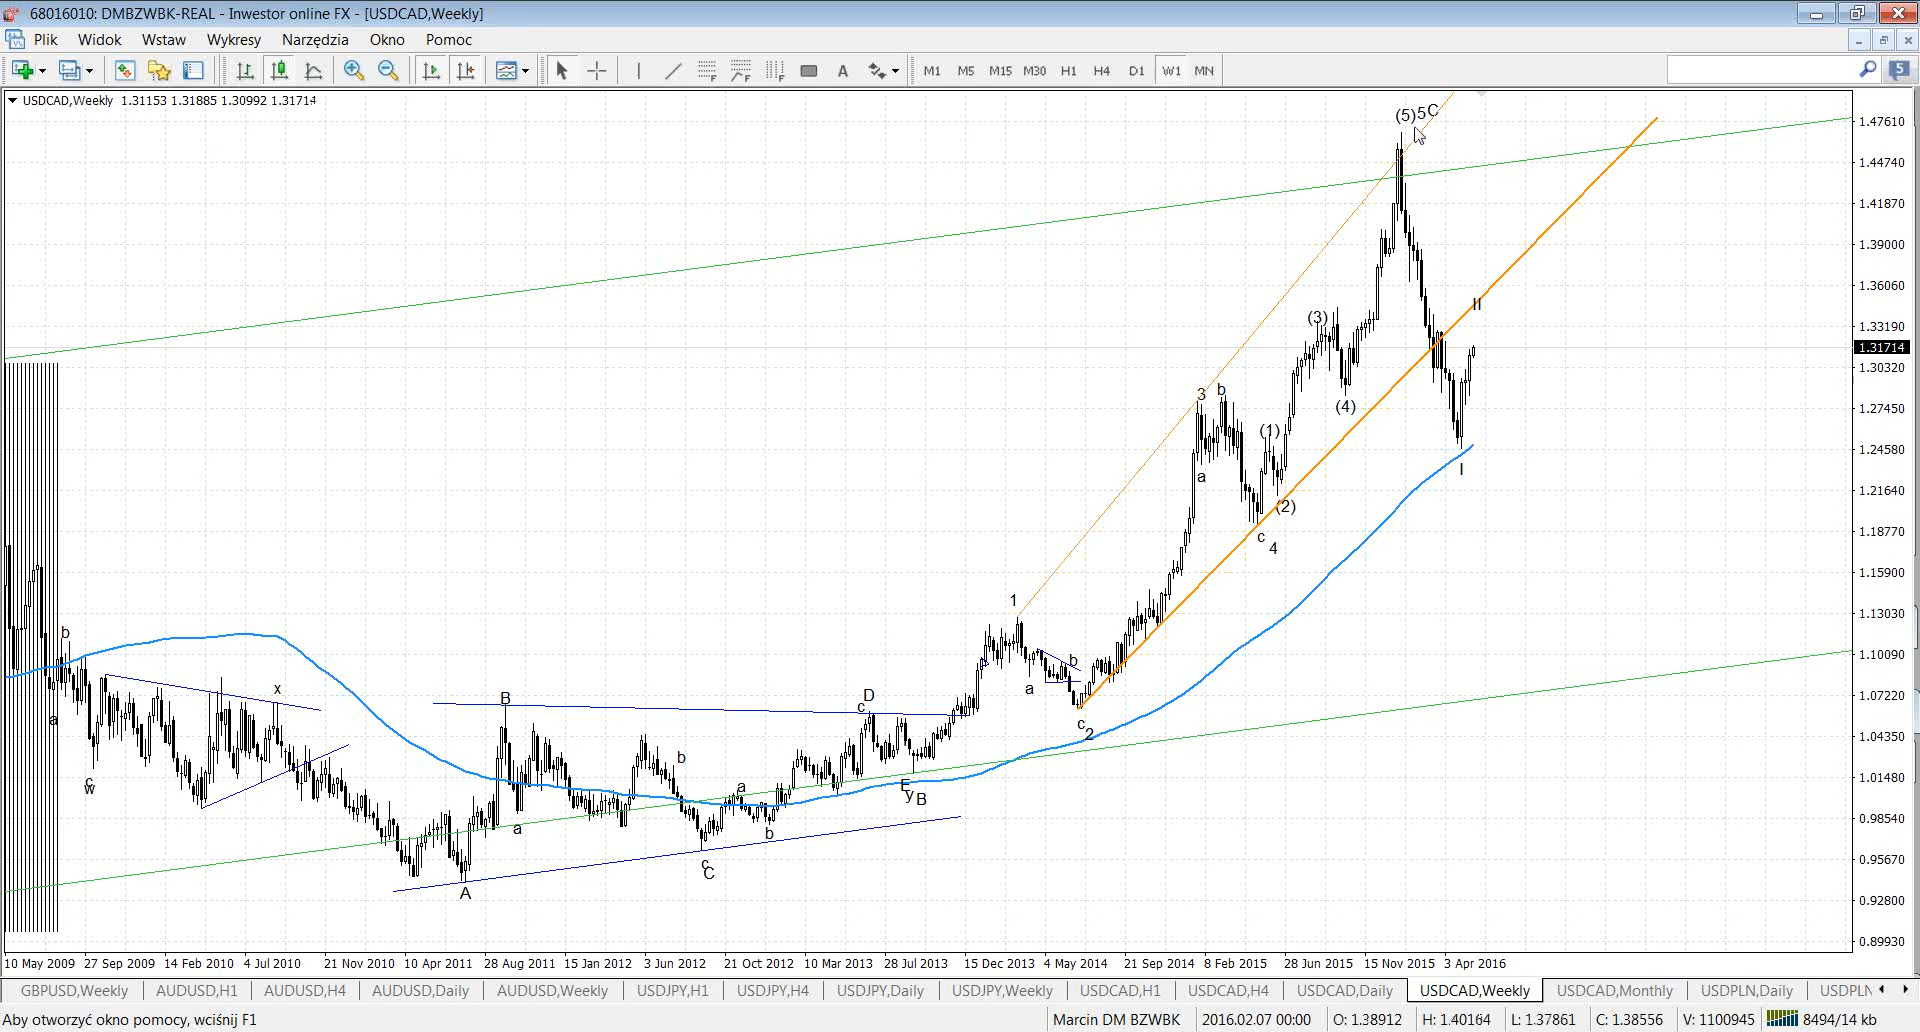 68016010: DMBZWBK-REAL - Inwestor online FX - [USDCAD,Weekly]
Plik Widok Wstaw Wykresy Narzędzia Okno Pomoc
A M1 M5 M15 M30 H1 H4 D1 W1 MN 5
USDCAD,Weekly 1.31153 1.31885 1.30992 1.31714
(5) 5 C
1.47610
1.44740
1.41870
1.39000
1.36060
II
(3)
1.33190
1.31714
1.30320
3 b
(4)
1.27450
(1)
1.24580
I
a
1.21640
(2)
1.18770
c
4
1.15900
1
1.13030
b
b
1.10090
a
x
B
D
c
1.07220
a
c
2
1.04350
b
c
w
a
E
y B
1.01480
a
b
0.98540
c
C
0.95670
A
0.92800
0.89930
10 May 2009 27 Sep 2009 14 Feb 2010 4 Jul 2010 21 Nov 2010 10 Apr 2011 28 Aug 2011 15 Jan 2012 3 Jun 2012 21 Oct 2012 10 Mar 2013 28 Jul 2013 15 Dec 2013 4 May 2014 21 Sep 2014 8 Feb 2015 28 Jun 2015 15 Nov 2015 3 Apr 2016
GBPUSD,Weekly AUDUSD,H1 AUDUSD,H4 AUDUSD,Daily AUDUSD,Weekly USDJPY,H1 USDJPY,H4 USDJPY,Daily USDJPY,Weekly USDCAD,H1 USDCAD,H4 USDCAD,Daily USDCAD,Weekly USDCAD,Monthly USDPLN,Daily USDPLN
Aby otworzyć okno pomocy, wciśnij F1 Marcin DM BZWBK 2016.02.07 00:00 O: 1.38912 H: 1.40164 L: 1.37861 C: 1.38556 V: 1100945 8494/14 kb